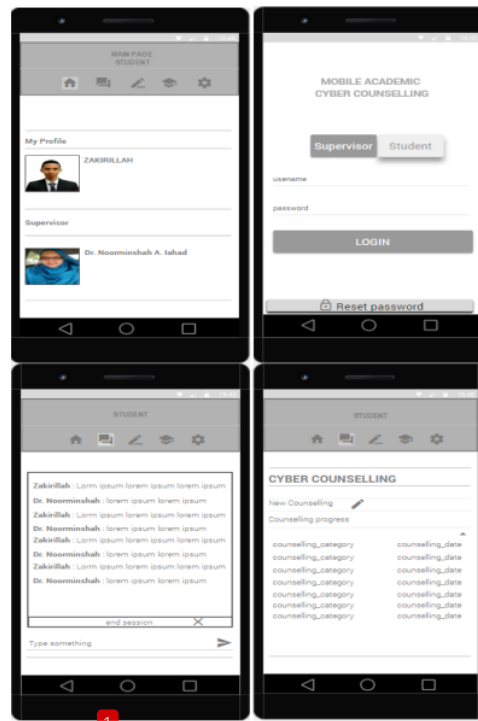 MAIN PAGE
STUDENT
My Profile
ZAKIRILLAH
Supervisor
Dr. Noorminshah A. Iahad
MOBILE ACADEMIC
CYBER COUNSELLING
Supervisor Student
usename
password
LOGIN
Reset password
STUDENT
Zakirillah : Lorm ipsum lorem ipsum lorem ipsum
Dr. Noorminshah : lorem ipsum lorem ipsum
Zakirillah : Lorm ipsum lorem ipsum lorem ipsum
Dr. Noorminshah : lorem ipsum lorem ipsum
Zakirillah : Lorm ipsum lorem ipsum lorem ipsum
Dr. Noorminshah : lorem ipsum lorem ipsum
Zakirillah : Lorm ipsum lorem ipsum lorem ipsum
Dr. Noorminshah : lorem ipsum lorem ipsum
end session
Type something
STUDENT
CYBER COUNSELLING
New Counselling
Counselling progress
counselling_category counselling_date
counselling_category counselling_date
counselling_category counselling_date
counselling_category counselling_date
counselling_category counselling_date
counselling_category counselling_date
counselling_category counselling_date
1